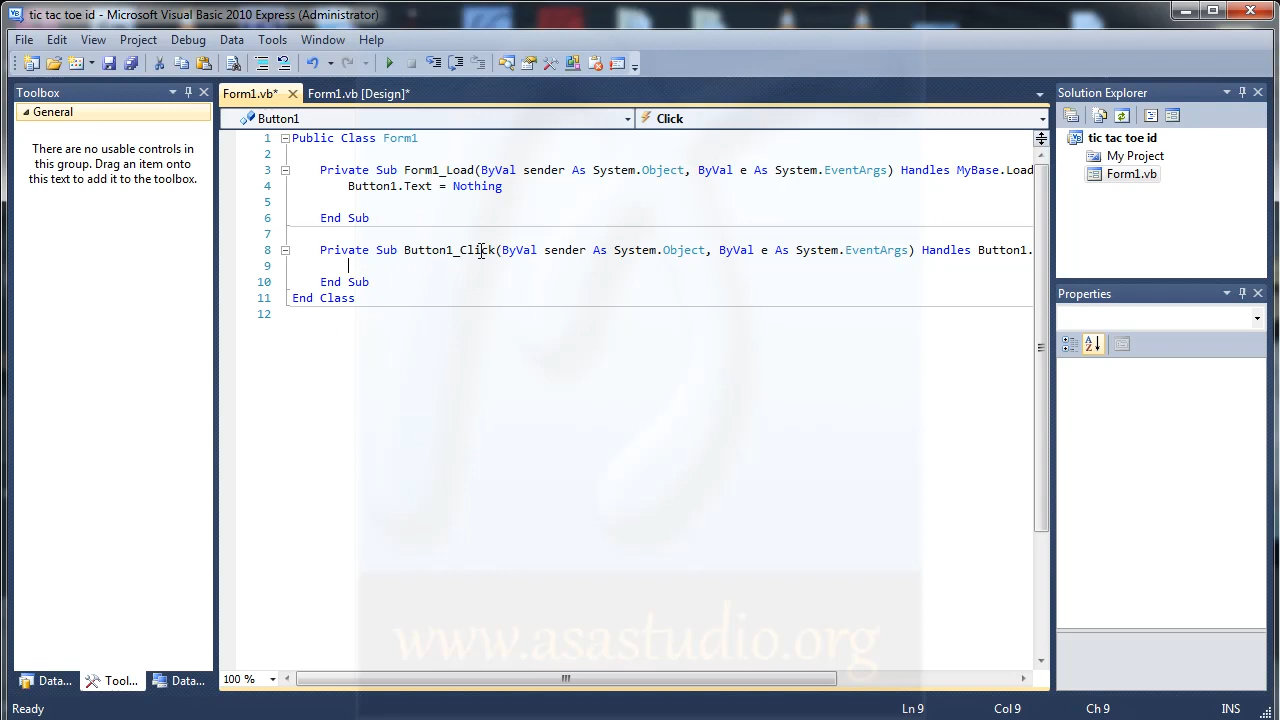 tic tac toe id - Microsoft Visual Basic 2010 Express (Administrator)
File Edit View Project Debug Data Tools Window Help
Toolbox
General
There are no usable controls in
this group. Drag an item onto
this text to add it to the toolbox.
Data... Tool... Data...
Form1.vb* Form1.vb [Design]*
Button1 Click
1 Public Class Form1
2
3 Private Sub Form1_Load(ByVal sender As System.Object, ByVal e As System.EventArgs) Handles MyBase.Load
4 Button1.Text = Nothing
5
6 End Sub
7
8 Private Sub Button1_Click(ByVal sender As System.Object, ByVal e As System.EventArgs) Handles Button1.
9
10 End Sub
11 End Class
12
www.asastudio.org
100 %
Solution Explorer
tic tac toe id
My Project
Form1.vb
Properties
Ready Ln 9 Col 9 Ch 9 INS